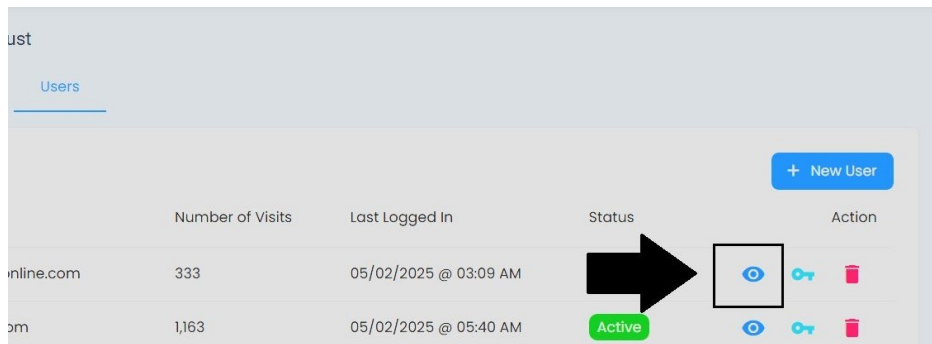 ust
Users
+ New User
Number of Visits Last Logged In Status Action
nline.com 333 05/02/2025 @ 03:09 AM
om 1,163 05/02/2025 @ 05:40 AM Active